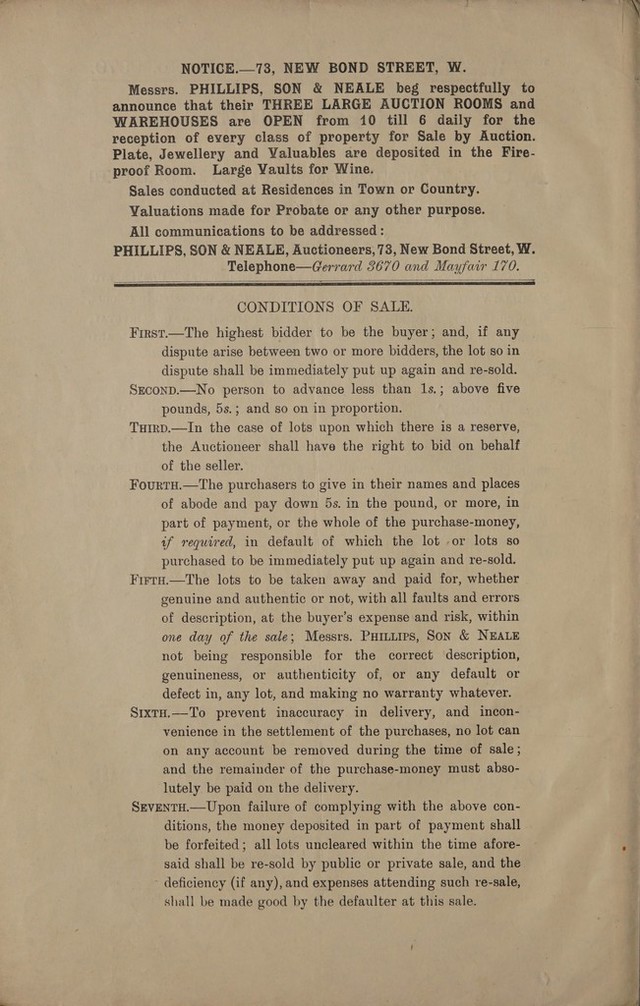 NOTICE.—73, NEW BOND STREET, W.
Messrs. PHILLIPS, SON & NEALE beg respectfully to
announce that their THREE LARGE AUCTION ROOMS and
WAREHOUSES are OPEN from 10 till 6 daily for the
reception of every class of property for Sale by Auction.
Plate, Jewellery and Valuables are deposited in the Fire-
proof Room. Large Vaults for Wine.
Sales conducted at Residences in Town or Country.
Valuations made for Probate or any other purpose.
All communications to be addressed:
PHILLIPS, SON & NEALE, Auctioneers, 73, New Bond Street, W.
Telephone—Gerrard 3670 and Mayfair 170.
CONDITIONS OF SALE.
FIRST.—The highest bidder to be the buyer; and, if any
dispute arise between two or more bidders, the lot so in
dispute shall be immediately put up again and re-sold.
SECOND.—No person to advance less than 1s.; above five
pounds, 5s.; and so on in proportion.
THIRD.—In the case of lots upon which there is a reserve,
the Auctioneer shall have the right to bid on behalf
of the seller.
FOURTH.—The purchasers to give in their names and places
of abode and pay down 5s. in the pound, or more, in
part of payment, or the whole of the purchase-money,
if required, in default of which the lot or lots so
purchased to be immediately put up again and re-sold.
FIFTH.—The lots to be taken away and paid for, whether
genuine and authentic or not, with all faults and errors
of description, at the buyer's expense and risk, within
one day of the sale; Messrs. PHILLIPS, SON & NEALE
not being responsible for the correct description,
genuineness, or authenticity of, or any default or
defect in, any lot, and making no warranty whatever.
SIXTH.—To prevent inaccuracy in delivery, and incon-
venience in the settlement of the purchases, no lot can
on any account be removed during the time of sale;
and the remainder of the purchase-money must abso-
lutely be paid on the delivery.
SEVENTH.—Upon failure of complying with the above con-
ditions, the money deposited in part of payment shall
be forfeited; all lots uncleared within the time afore-
said shall be re-sold by public or private sale, and the
deficiency (if any), and expenses attending such re-sale,
shall be made good by the defaulter at this sale.